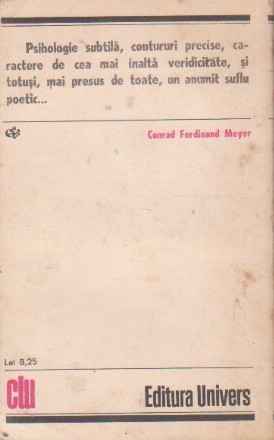 Psihologie subtilă, contururi precise, ca-
ractere de cea mai înaltă veridicitate, și
totuși, mai presus de toate, un anumit suflu
poetic...
Conrad Ferdinand Meyer
Lei 8,25
Editura Univers